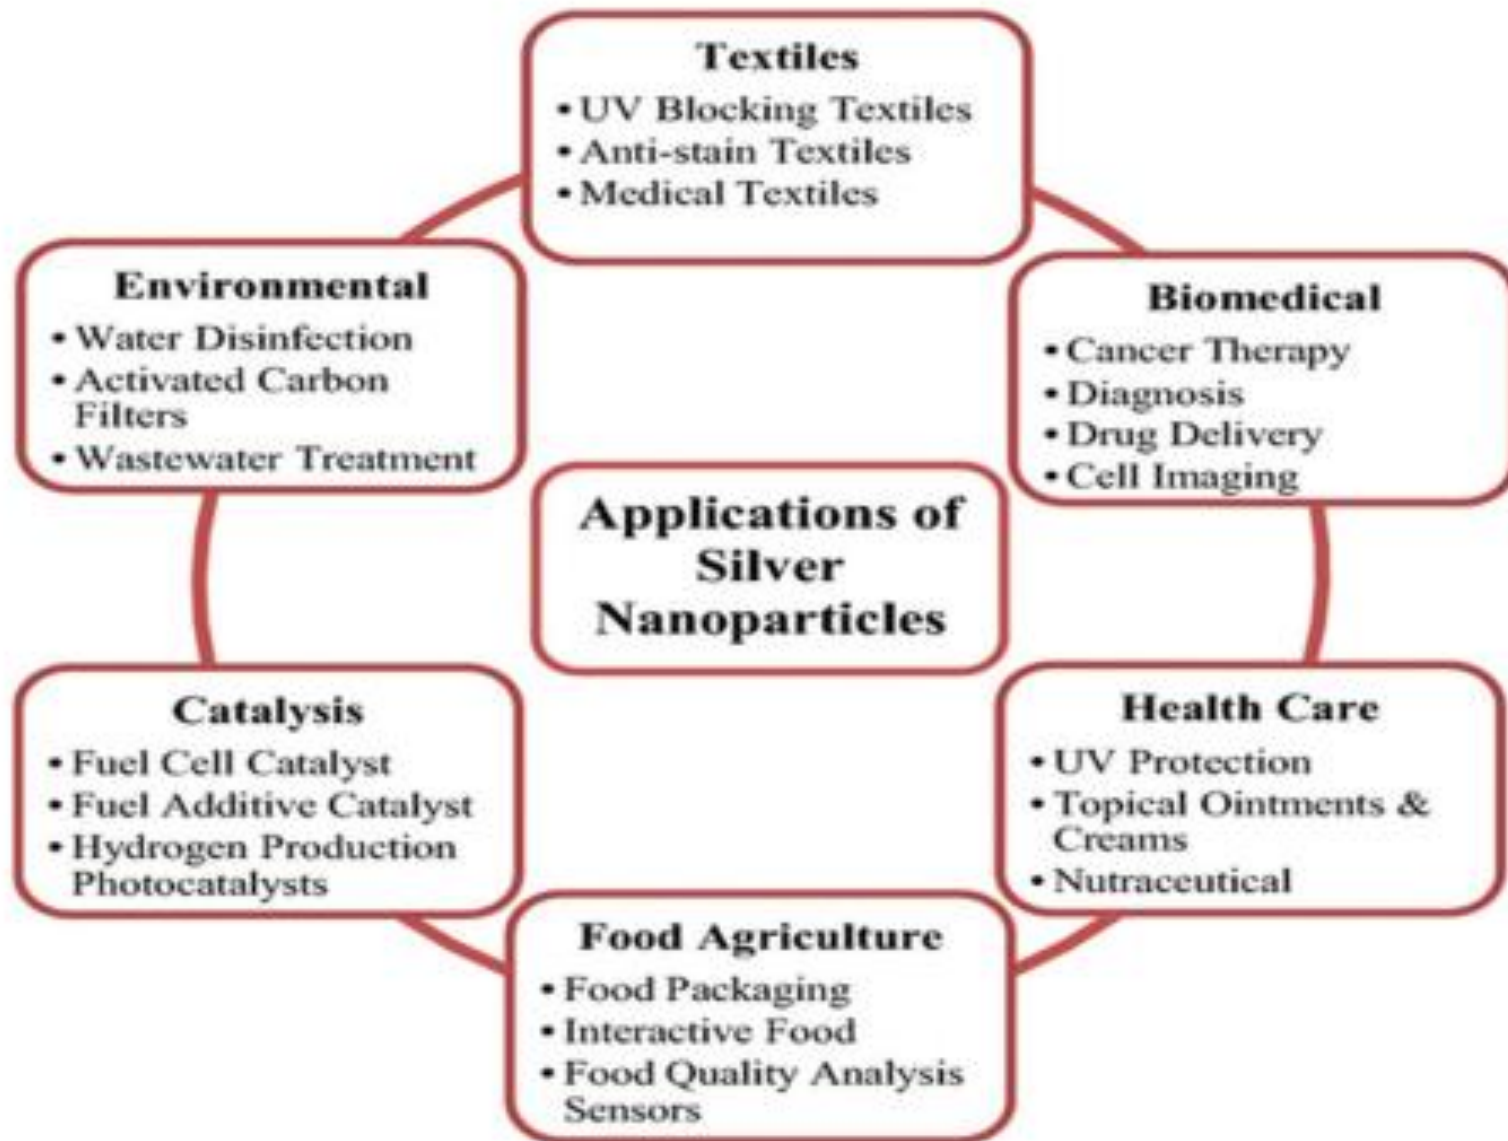 Textiles
• UV Blocking Textiles
• Anti-stain Textiles
• Medical Textiles
Environmental
• Water Disinfection
• Activated Carbon
Filters
• Wastewater Treatment
Biomedical
• Cancer Therapy
• Diagnosis
• Drug Delivery
• Cell Imaging
Applications of
Silver
Nanoparticles
Catalysis
• Fuel Cell Catalyst
• Fuel Additive Catalyst
• Hydrogen Production
Photocatalysts
Health Care
• UV Protection
• Topical Ointments &
Creams
• Nutraceutical
Food Agriculture
• Food Packaging
• Interactive Food
• Food Quality Analysis
Sensors